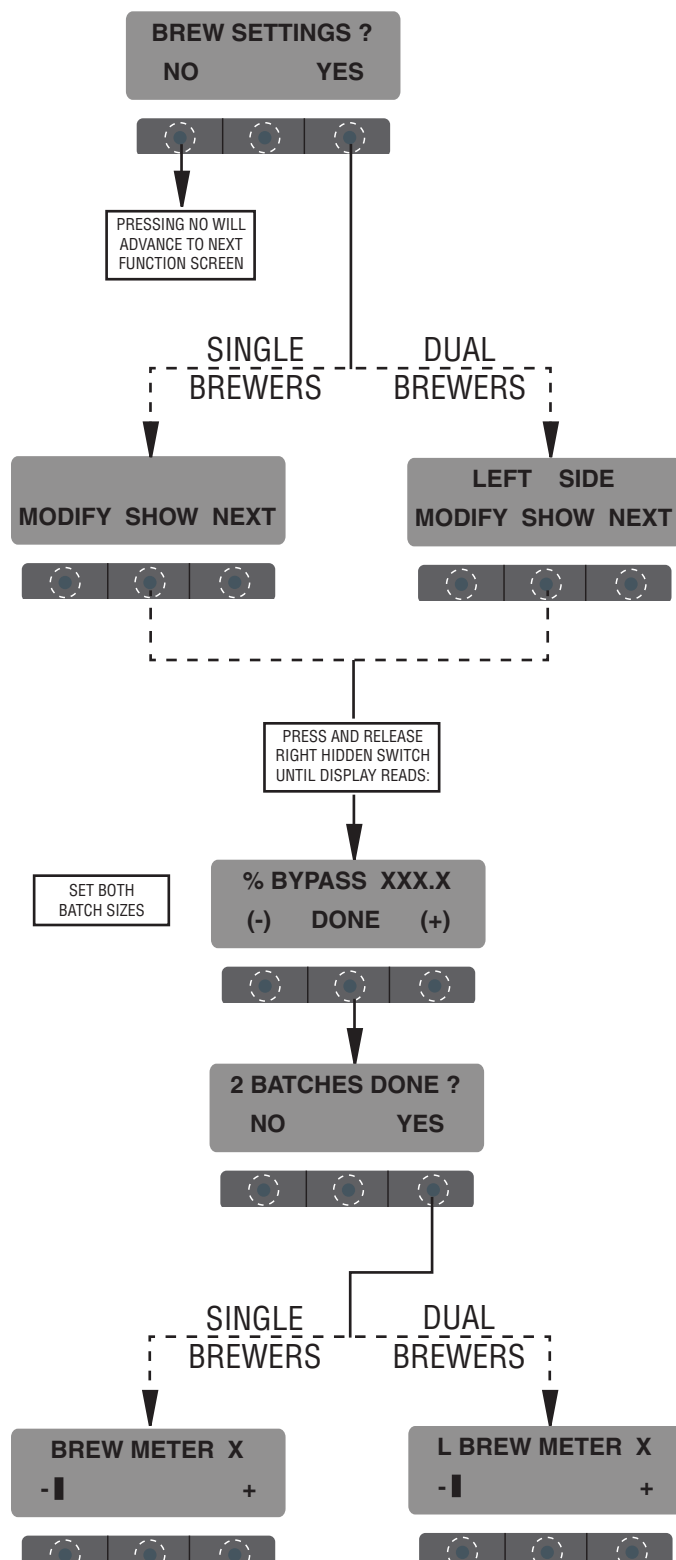 BREW SETTINGS ?
NO YES
PRESSING NO WILL
ADVANCE TO NEXT
FUNCTION SCREEN
SINGLE
BREWERS
DUAL
BREWERS
MODIFY SHOW NEXT
LEFT SIDE
MODIFY SHOW NEXT
PRESS AND RELEASE
RIGHT HIDDEN SWITCH
UNTIL DISPLAY READS:
SET BOTH
BATCH SIZES
% BYPASS XXX.X
(-) DONE (+)
2 BATCHES DONE ?
NO YES
SINGLE
BREWERS
DUAL
BREWERS
BREW METER X
- +
L BREW METER X
- +